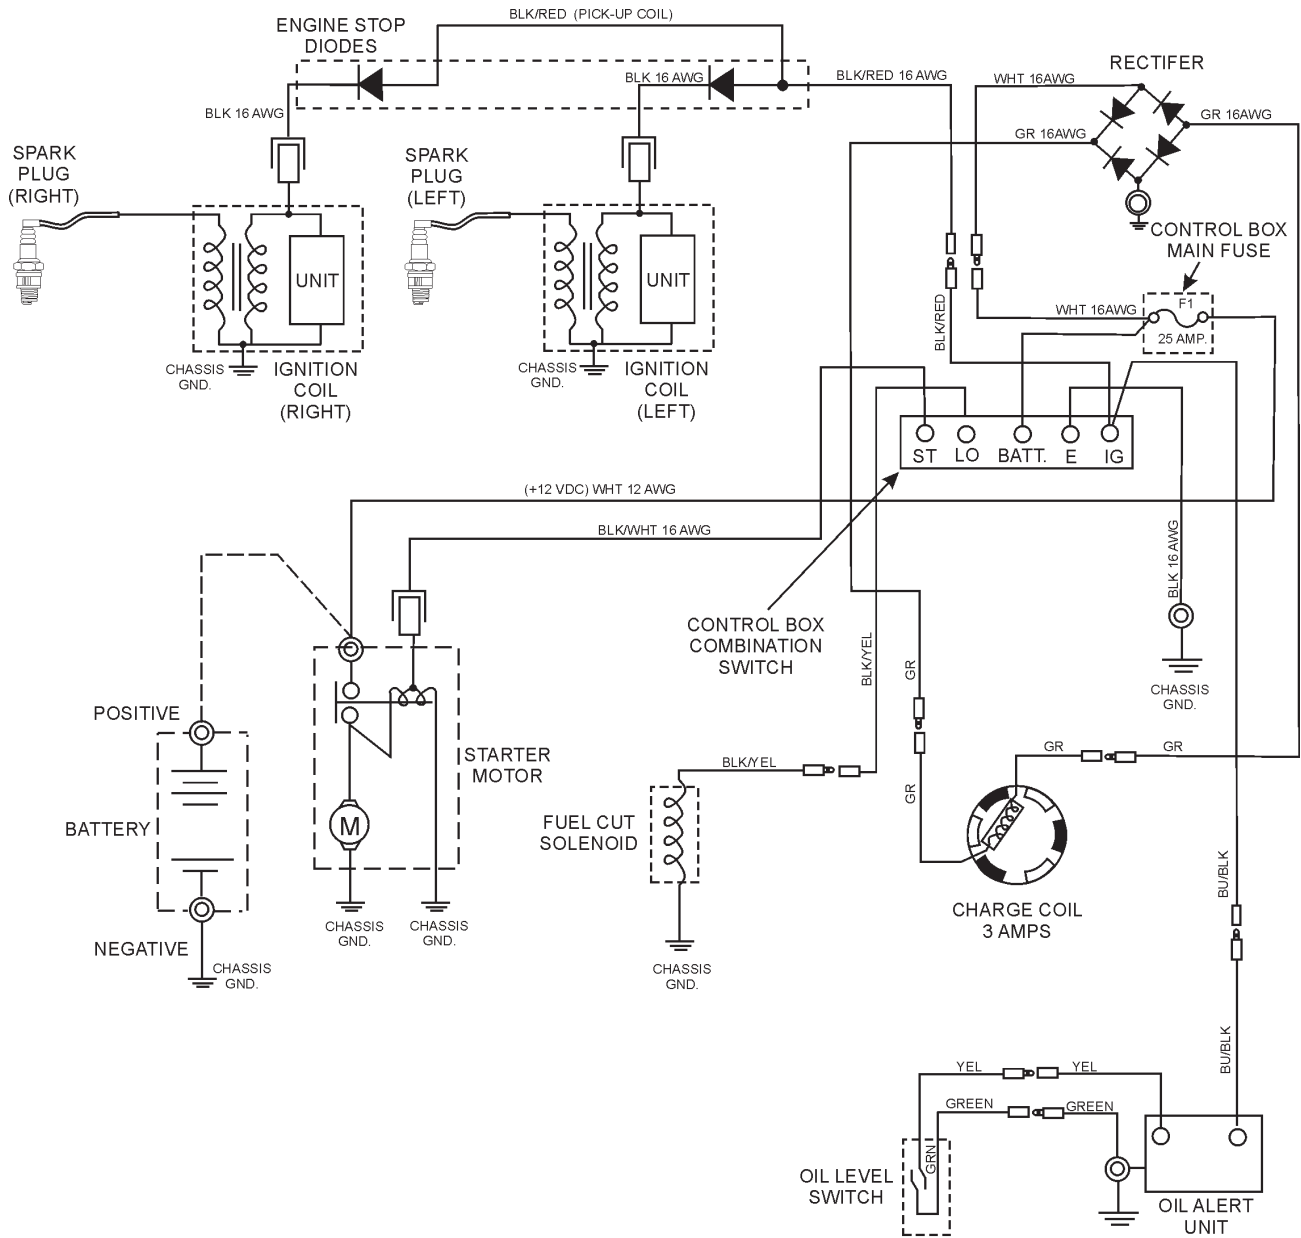 BLK/RED (PICK-UP COIL)
ENGINE STOP
DIODES
RECTIFER
BLK 16 AWG
BLK/RED 16 AWG
WHT 16AWG
BLK 16 AWG
GR 16AWG
GR 16AWG
SPARK
PLUG
(RIGHT)
SPARK
PLUG
(LEFT)
CONTROL BOX
MAIN FUSE
UNIT
UNIT
F1
25 AMP.
WHT 16AWG
BLK/RED
CHASSIS
GND.
IGNITION
COIL
(RIGHT)
CHASSIS
GND.
IGNITION
COIL
(LEFT)
ST
LO
BATT.
E
IG
(+12 VDC) WHT 12 AWG
BLK/WHT 16 AWG
BLK 16 AWG
CONTROL BOX
COMBINATION
SWITCH
BLK/YEL
GR
CHASSIS
GND.
POSITIVE
STARTER
MOTOR
BLK/YEL
GR
GR
GR
BATTERY
M
FUEL CUT
SOLENOID
BU/BLK
CHARGE COIL
3 AMPS
NEGATIVE
CHASSIS
GND.
CHASSIS
GND.
CHASSIS
GND.
CHASSIS
GND.
BU/BLK
YEL
YEL
GREEN
GREEN
GRN
OIL LEVEL
SWITCH
OIL ALERT
UNIT